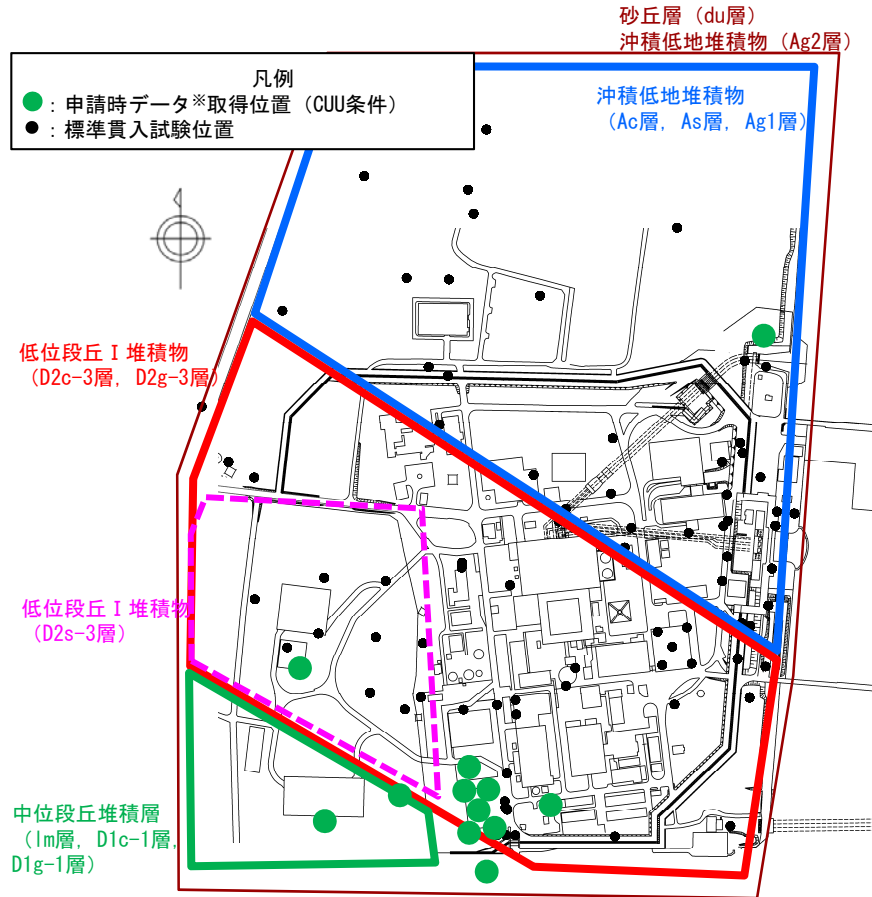 砂丘層（du層）
沖積低地堆積物（Ag2層）
凡例
：申請時データ※取得位置（CUU条件）
：標準貫入試験位置
沖積低地堆積物
（Ac層，As層，Ag1層）
低位段丘Ⅰ堆積物
（D2c-3層，D2g-3層）
低位段丘Ⅰ堆積物
（D2s-3層）
中位段丘堆積層
（lm層，D1c-1層，
D1g-1層）